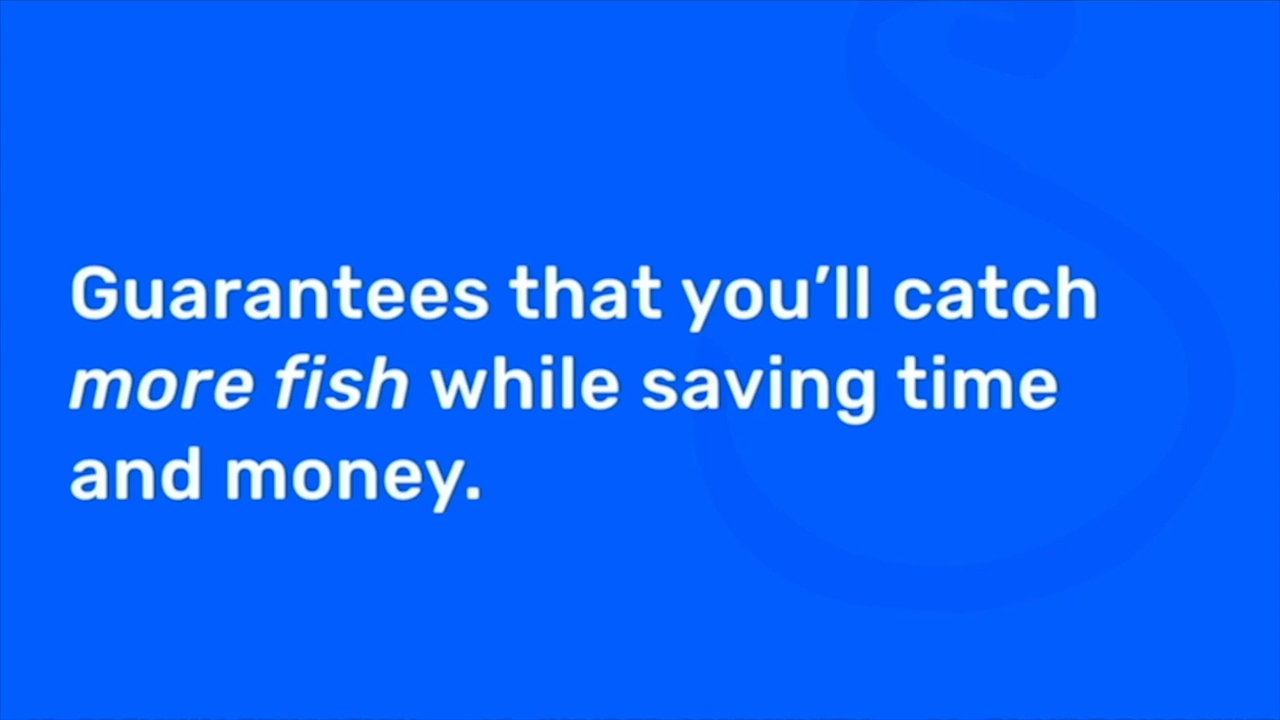 Guarantees that you’ll catch
more fish while saving time
and money.